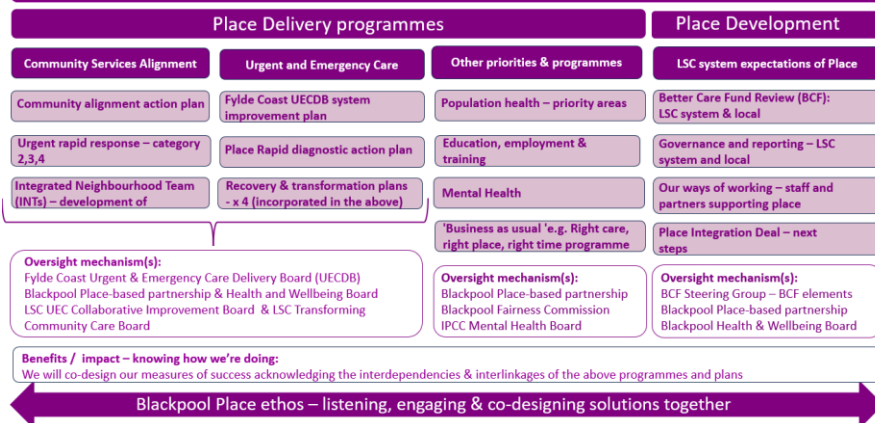 Place Delivery programmes
Place Development
Community Services Alignment
Urgent and Emergency Care
Other priorities & programmes
LSC system expectations of Place
Community alignment action plan
Urgent rapid response – category
2,3,4
Integrated Neighbourhood Team
(INTs) – development of
Fylde Coast UECDB system
improvement plan
Place Rapid diagnostic action plan
Recovery & transformation plans
- x 4 (incorporated in the above)
Population health – priority areas
Education, employment &
training
Mental Health
'Business as usual 'e.g. Right care,
right place, right time programme
Better Care Fund Review (BCF):
LSC system & local
Governance and reporting – LSC
system and local
Our ways of working – staff and
partners supporting place
Place Integration Deal – next
steps
Oversight mechanism(s):
Fylde Coast Urgent & Emergency Care Delivery Board (UECDB)
Blackpool Place-based partnership & Health and Wellbeing Board
LSC UEC Collaborative Improvement Board & LSC Transforming
Community Care Board
Oversight mechanism(s):
Blackpool Place-based partnership
Blackpool Fairness Commission
IPCC Mental Health Board
Oversight mechanism(s):
BCF Steering Group – BCF elements
Blackpool Place-based partnership
Blackpool Health & Wellbeing Board
Benefits / impact – knowing how we're doing:
We will co-design our measures of success acknowledging the interdependencies & interlinkages of the above programmes and plans
Blackpool Place ethos – listening, engaging & co-designing solutions together